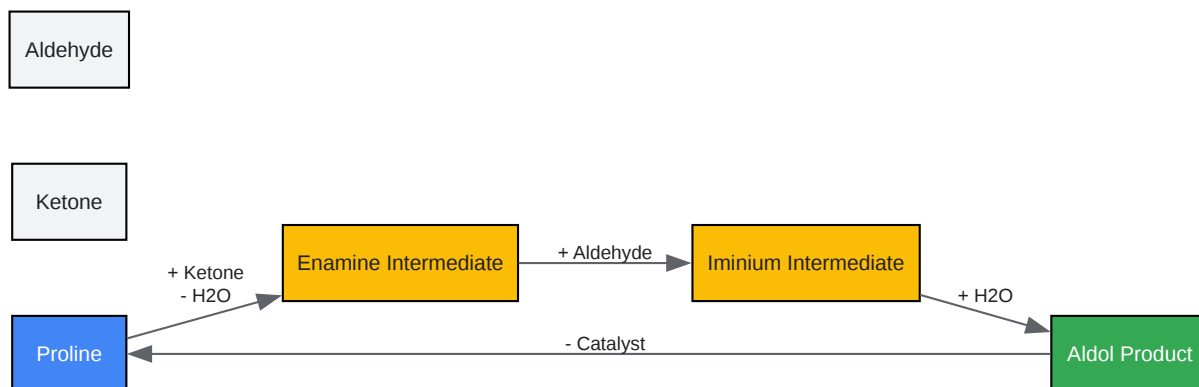 Aldehyde
Ketone
+ Ketone
- H2O
Enamine Intermediate
+ Aldehyde
Iminium Intermediate
+ H2O
Proline
- Catalyst
Aldol Product